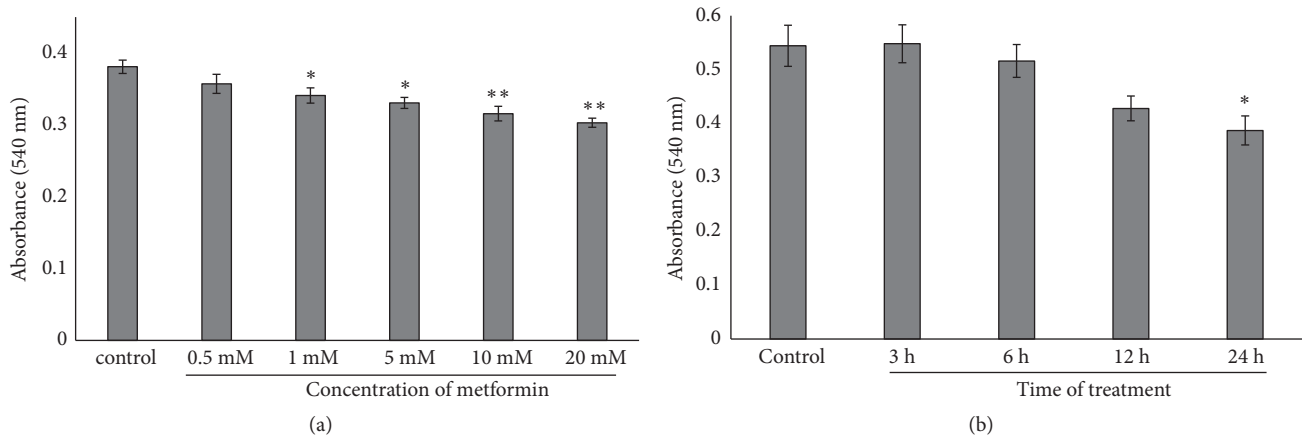 Absorbance (540 nm)
0.4
0.3
0.2
0.1
0
* * ** **
control 0.5 mM 1 mM 5 mM 10 mM 20 mM
Concentration of metformin
(a)
Absorbance (540 nm)
0.6
0.5
0.4
0.3
0.2
0.1
0
*
Control 3 h 6 h 12 h 24 h
Time of treatment
(b)